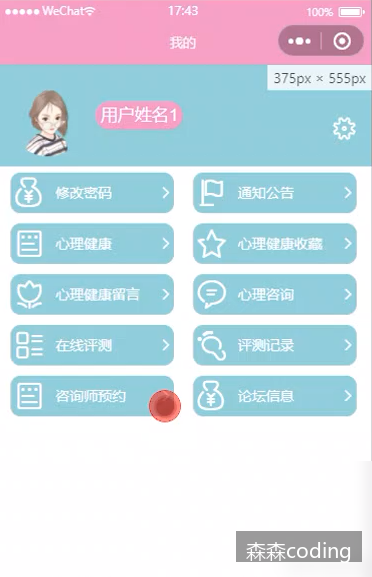 WeChat 17:43 100%
我的
375px × 555px
用户姓名1
修改密码 通知公告
心理健康 心理健康收藏
心理健康留言 心理咨询
在线评测 评测记录
咨询师预约 论坛信息
森森coding